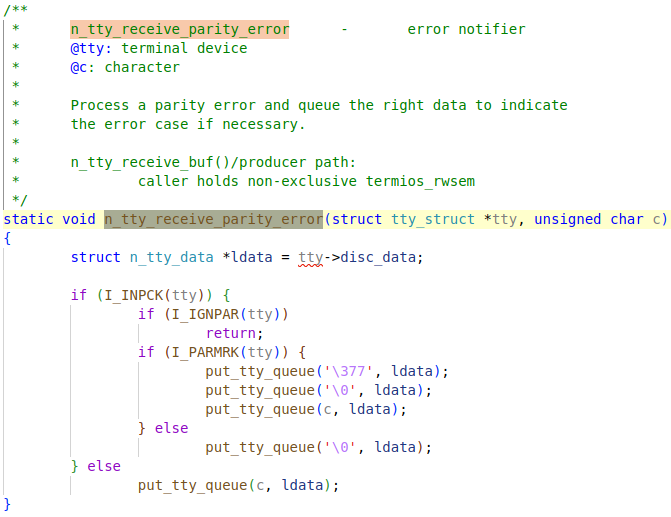 /**
 *	n_tty_receive_parity_error	-	error notifier
 *	@tty: terminal device
 *	@c: character
 *
 *	Process a parity error and queue the right data to indicate
 *	the error case if necessary.
 *
 *	n_tty_receive_buf()/producer path:
 *		caller holds non-exclusive termios_rwsem
 */
static void n_tty_receive_parity_error(struct tty_struct *tty, unsigned char c)
{
	struct n_tty_data *ldata = tty->disc_data;

	if (I_INPCK(tty)) {
		if (I_IGNPAR(tty))
			return;
		if (I_PARMRK(tty)) {
			put_tty_queue('\377', ldata);
			put_tty_queue('\0', ldata);
			put_tty_queue(c, ldata);
		} else
			put_tty_queue('\0', ldata);
	} else
		put_tty_queue(c, ldata);
}